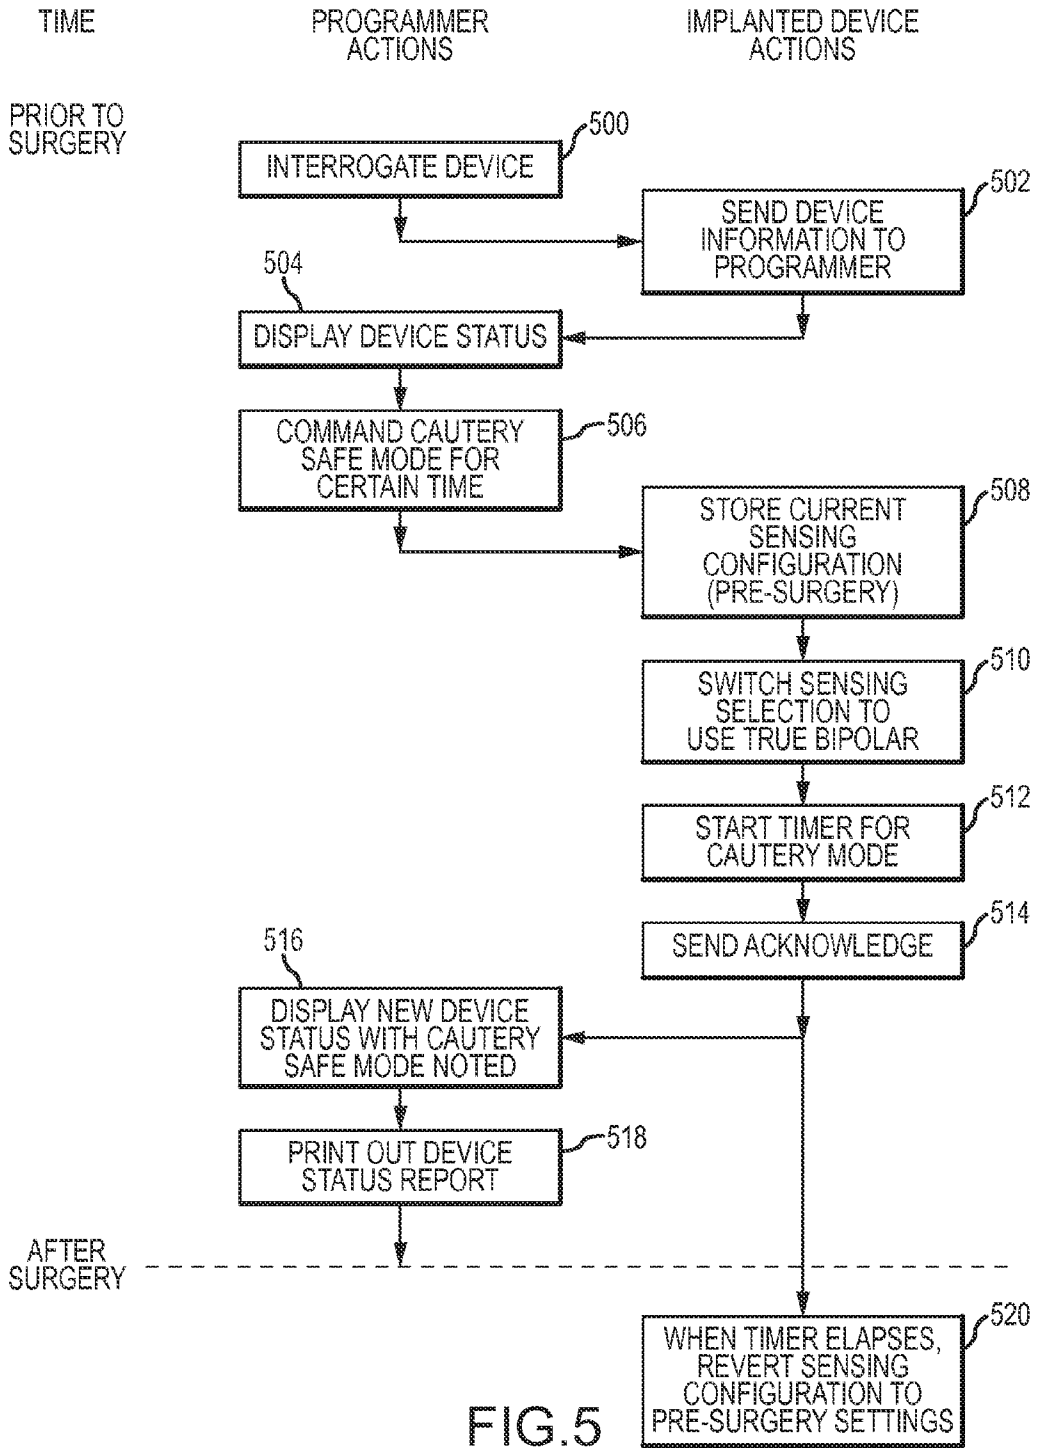 TIME
PROGRAMMER
ACTIONS
IMPLANTED DEVICE
ACTIONS
PRIOR TO
SURGERY
500
INTERROGATE DEVICE
502
SEND DEVICE
INFORMATION TO
PROGRAMMER
504
DISPLAY DEVICE STATUS
506
COMMAND CAUTERY
SAFE MODE FOR
CERTAIN TIME
508
STORE CURRENT
SENSING
CONFIGURATION
(PRE-SURGERY)
510
SWITCH SENSING
SELECTION TO
USE TRUE BIPOLAR
512
START TIMER FOR
CAUTERY MODE
514
SEND ACKNOWLEDGE
516
DISPLAY NEW DEVICE
STATUS WITH CAUTERY
SAFE MODE NOTED
518
PRINT OUT DEVICE
STATUS REPORT
AFTER
SURGERY
520
WHEN TIMER ELAPSES,
REVERT SENSING
CONFIGURATION TO
PRE-SURGERY SETTINGS
FIG.5